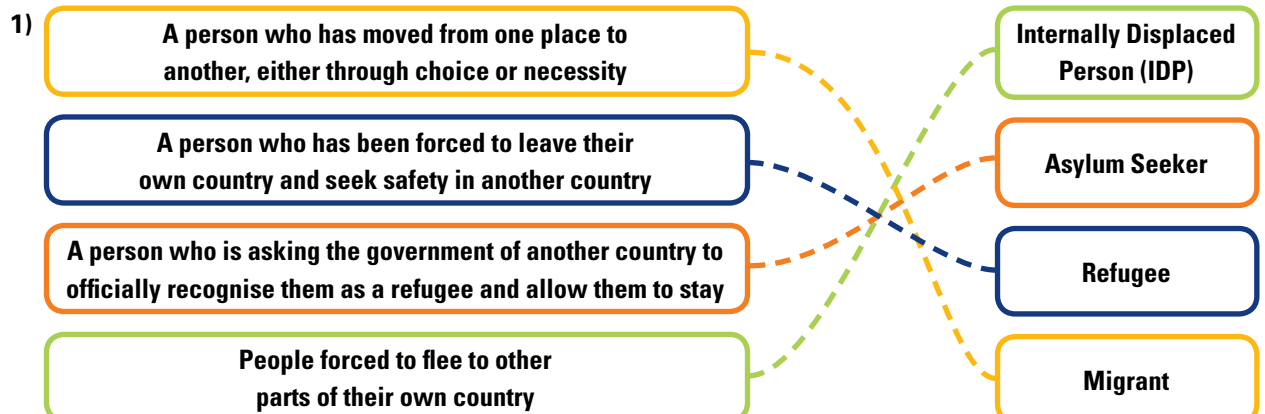 1)
A person who has moved from one place to
another, either through choice or necessity
A person who has been forced to leave their
own country and seek safety in another country
A person who is asking the government of another country to
officially recognise them as a refugee and allow them to stay
People forced to flee to other
parts of their own country
Internally Displaced
Person (IDP)
Asylum Seeker
Refugee
Migrant